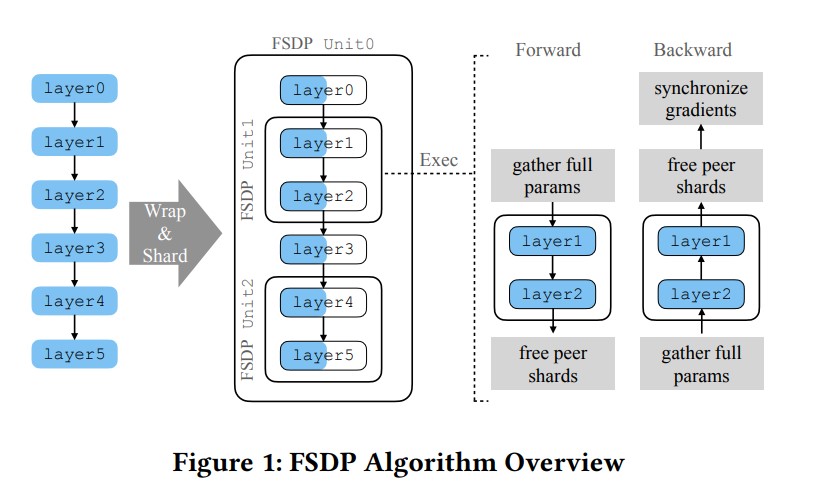 layer0
layer1
layer2
layer3
layer4
layer5
Wrap
&
Shard
FSDP Unit0
layer0
FSDP Unit1
layer1
layer2
layer3
FSDP Unit2
layer4
layer5
Exec
Forward
gather full
params
layer1
layer2
free peer
shards
Backward
synchronize
gradients
free peer
shards
layer1
layer2
gather full
params
Figure 1: FSDP Algorithm Overview